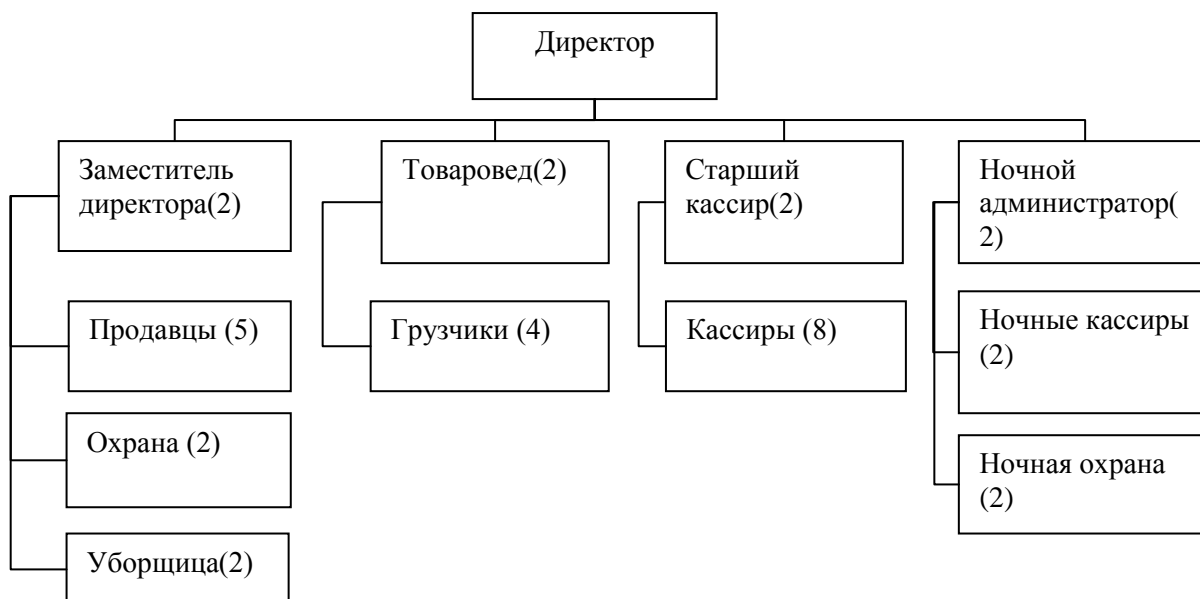 Директор
Заместитель
директора(2)
Товаровед(2)
Старший
кассир(2)
Ночной
администратор(
2)
Продавцы (5)
Грузчики (4)
Кассиры (8)
Ночные кассиры
(2)
Охрана (2)
Ночная охрана
(2)
Уборщица(2)